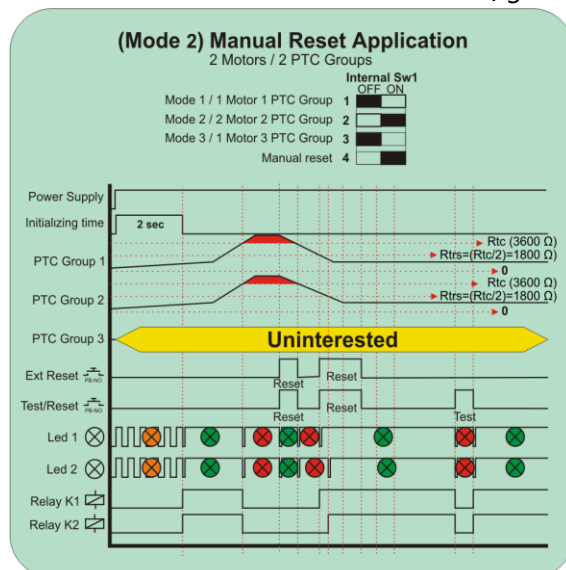 (Mode 2) Manual Reset Application
2 Motors / 2 PTC Groups
Internal Sw1
OFF ON
Mode 1 / 1 Motor 1 PTC Group 1
Mode 2 / 2 Motor 2 PTC Group 2
Mode 3 / 1 Motor 3 PTC Group 3
Manual reset 4
Power Supply
Initializing time 2 sec
Rtc (3600 Ω)
PTC Group 1 Rtrs=(Rtc/2)=1800 Ω)
0
Rtc (3600 Ω)
PTC Group 2 Rtrs=(Rtc/2)=1800 Ω)
0
PTC Group 3 Uninterested
Ext Reset PB-NO Reset Reset
Test/Reset PB-NO Reset Reset Test
Led 1
Led 2
Relay K1
Relay K2